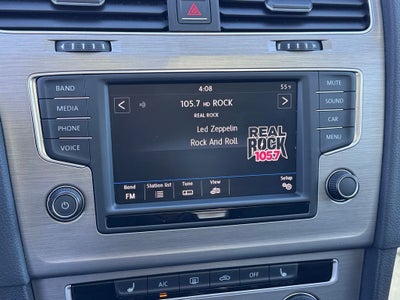 BAND
MEDIA
PHONE
VOICE
4:08
55°F
105.7 HD ROCK
REAL ROCK
Led Zeppelin
Rock And Roll
REAL
ROCK
105.7
Band
FM
Station list
Tune
View
Setup
MUTE
SOUND
CAR
MENU
A/C
OFF